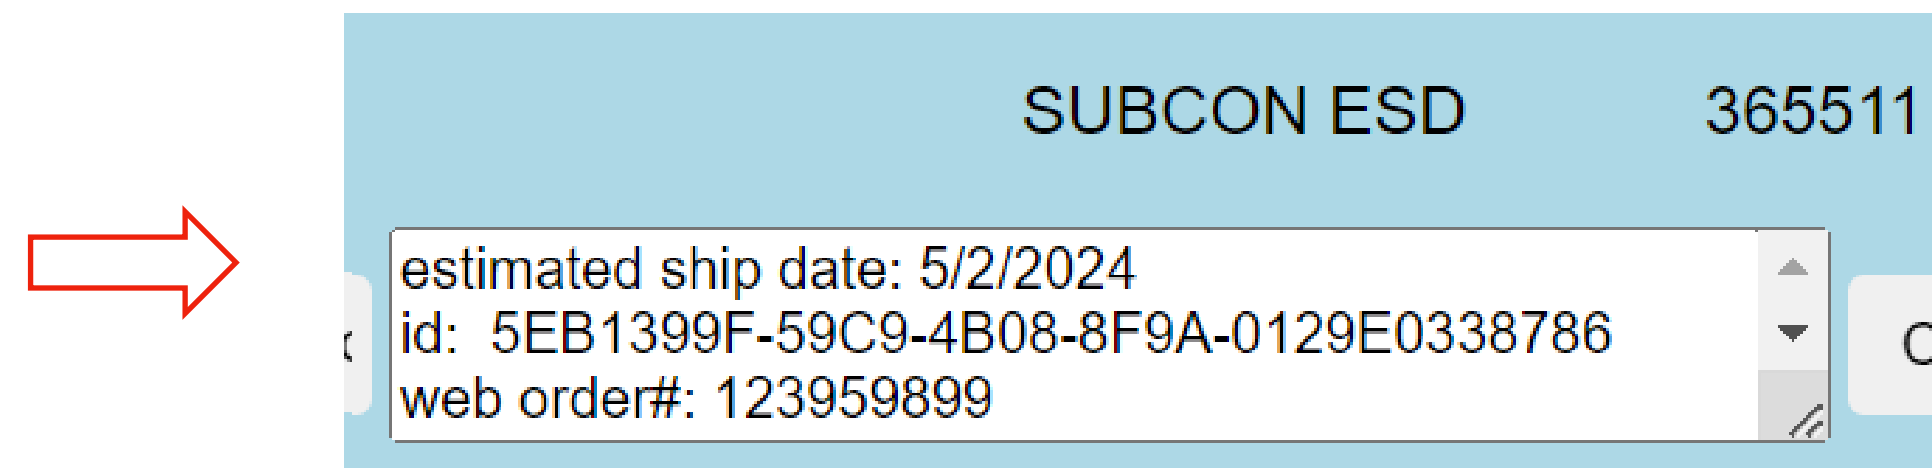 SUBCON ESD 365511
estimated ship date: 5/2/2024
id:  5EB1399F-59C9-4B08-8F9A-0129E0338786
web order#: 123959899